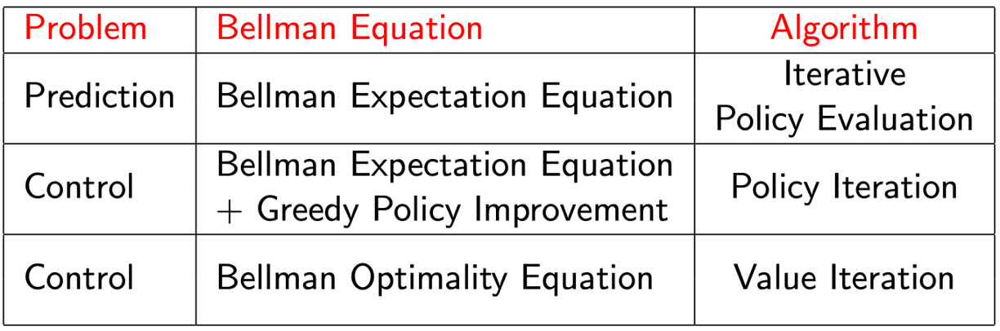 Problem Bellman Equation Algorithm
Prediction Bellman Expectation Equation Iterative
Policy Evaluation
Control Bellman Expectation Equation
+ Greedy Policy Improvement Policy Iteration
Control Bellman Optimality Equation Value Iteration